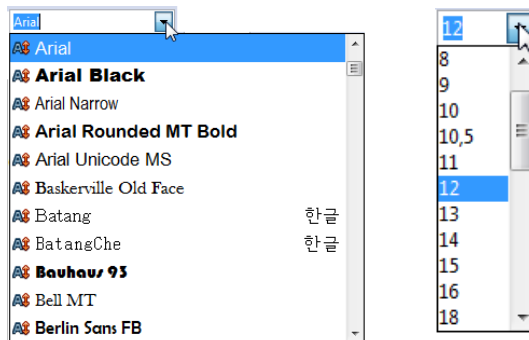 Arial
Arial
Arial Black
Arial Narrow
Arial Rounded MT Bold
Arial Unicode MS
Baskerville Old Face
Batang 한글
BatangChe 한글
Bauhaus 93
Bell MT
Berlin Sans FB
12
8
9
10
10,5
11
12
13
14
15
16
18